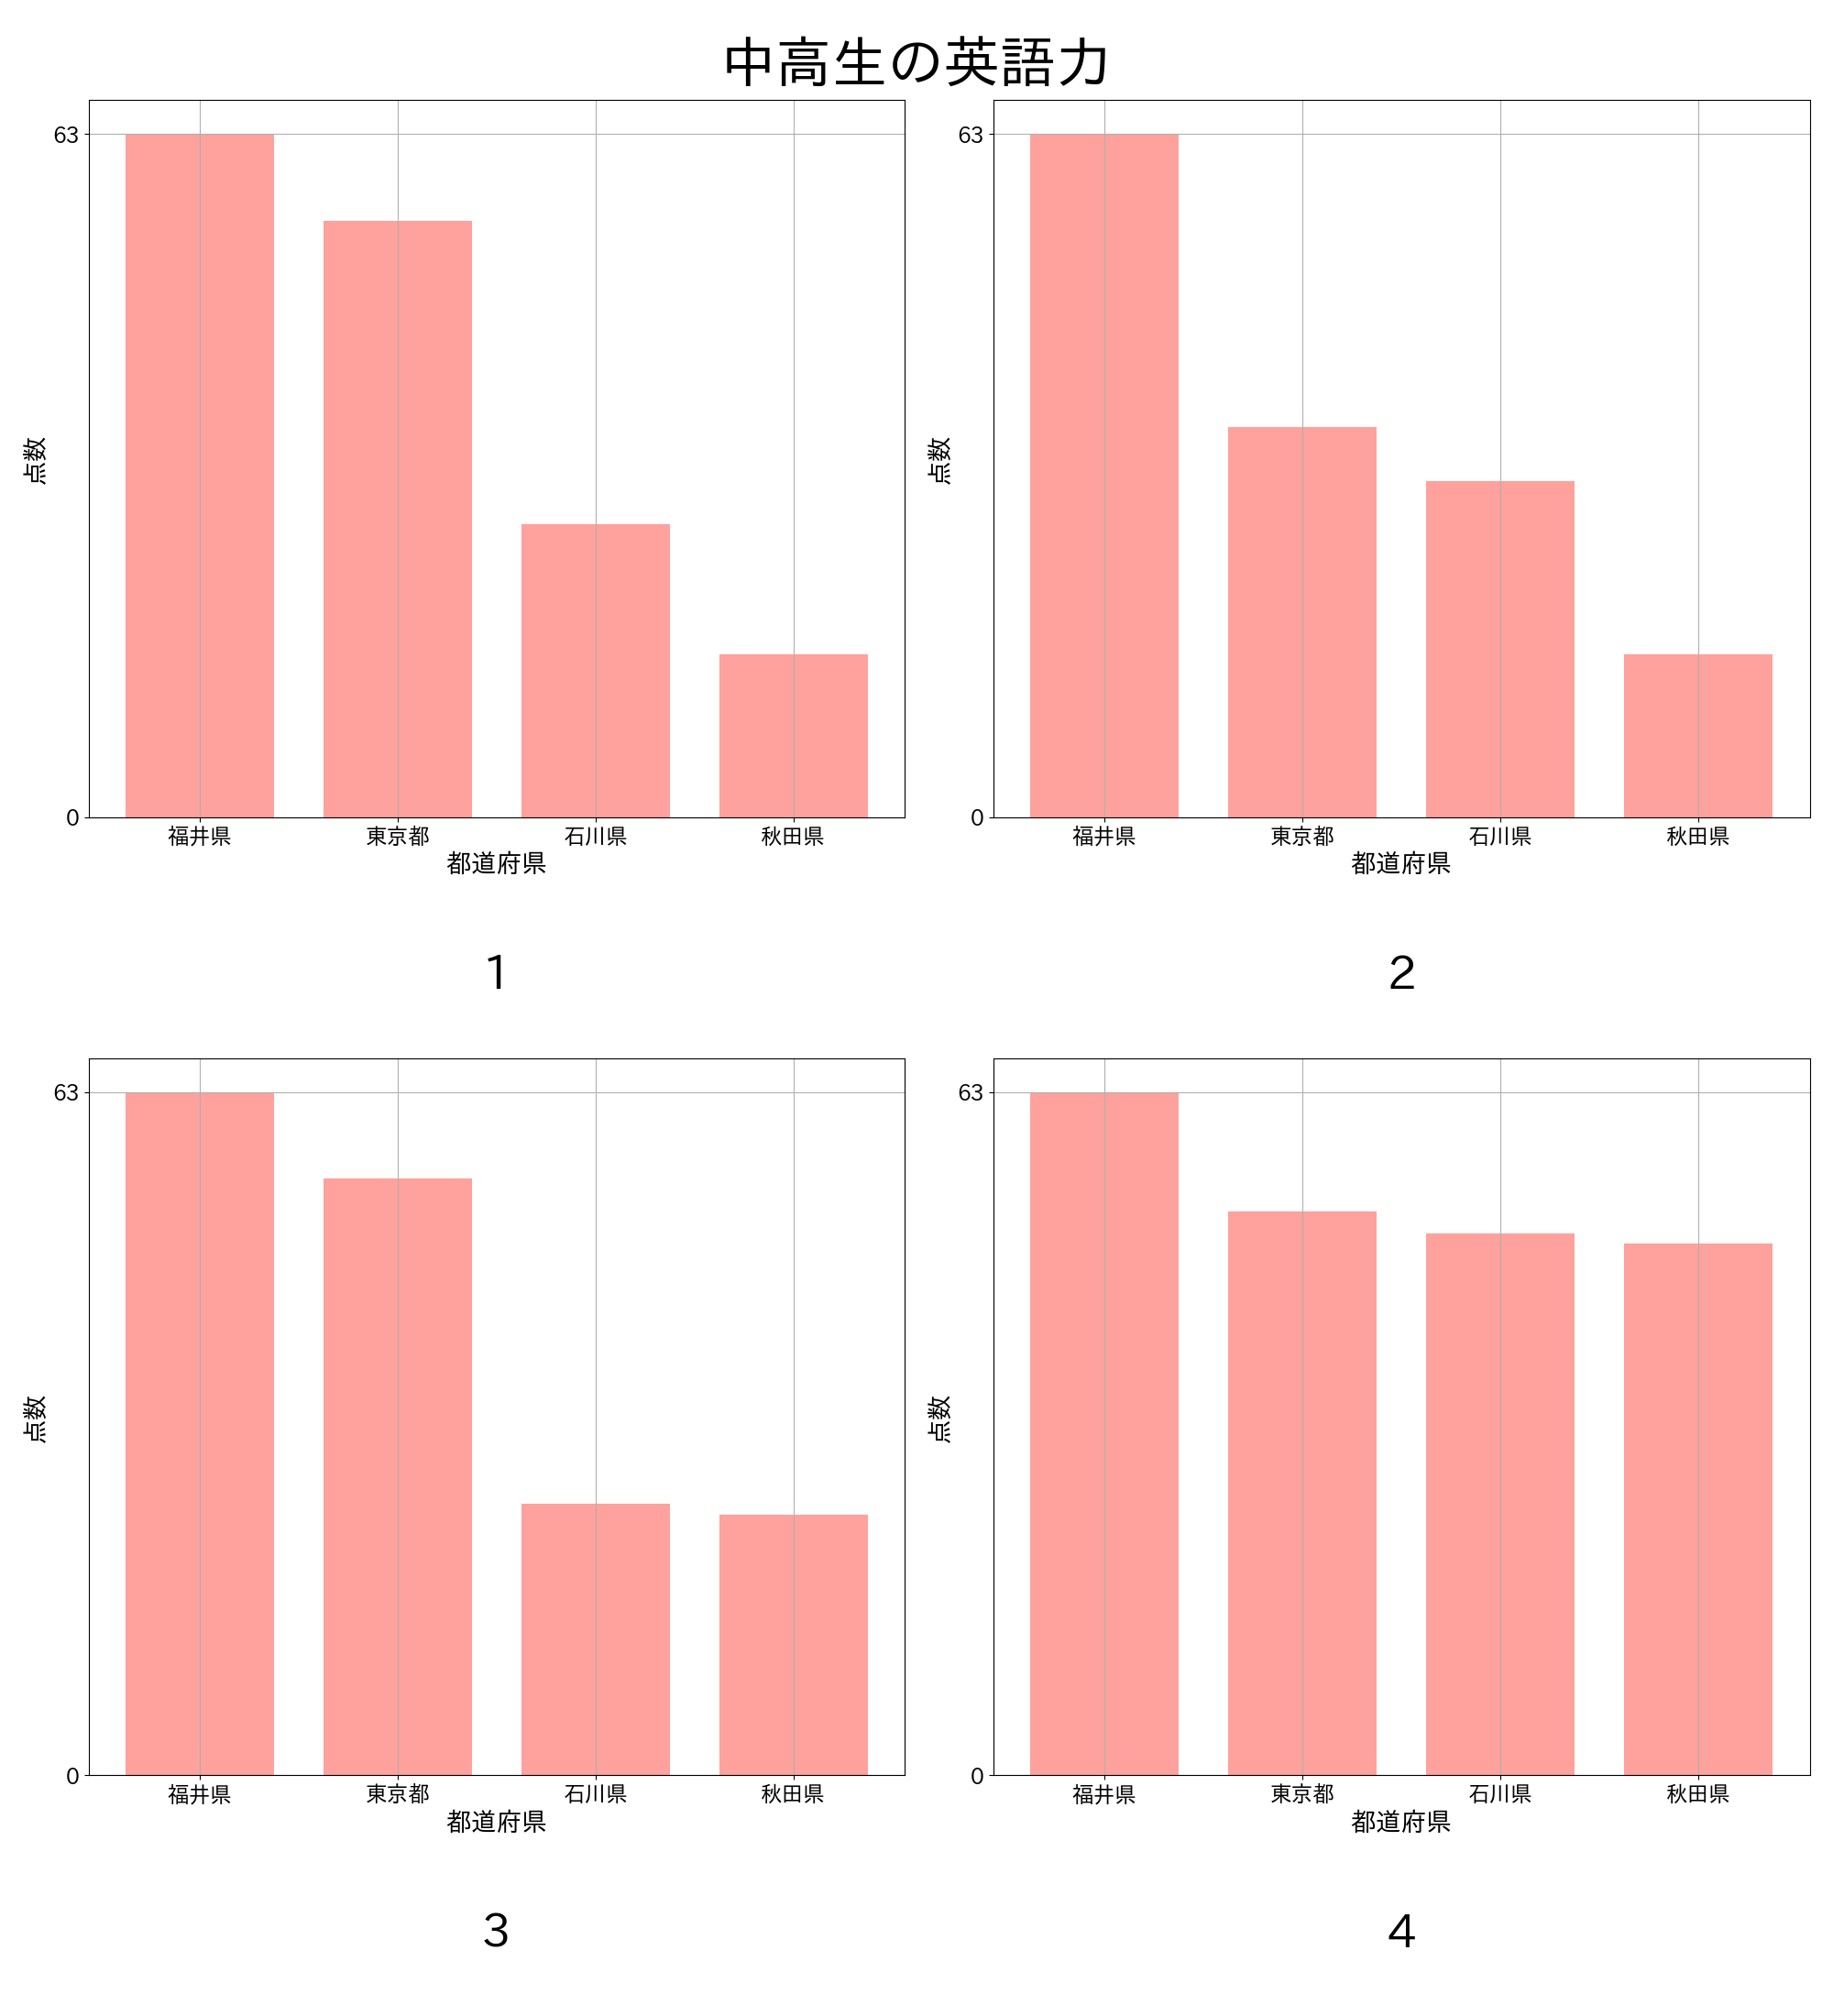 中高生の英語力
63
点数
0
福井県 東京都 石川県 秋田県
都道府県
1
63
点数
0
福井県 東京都 石川県 秋田県
都道府県
2
63
点数
0
福井県 東京都 石川県 秋田県
都道府県
3
63
点数
0
福井県 東京都 石川県 秋田県
都道府県
4